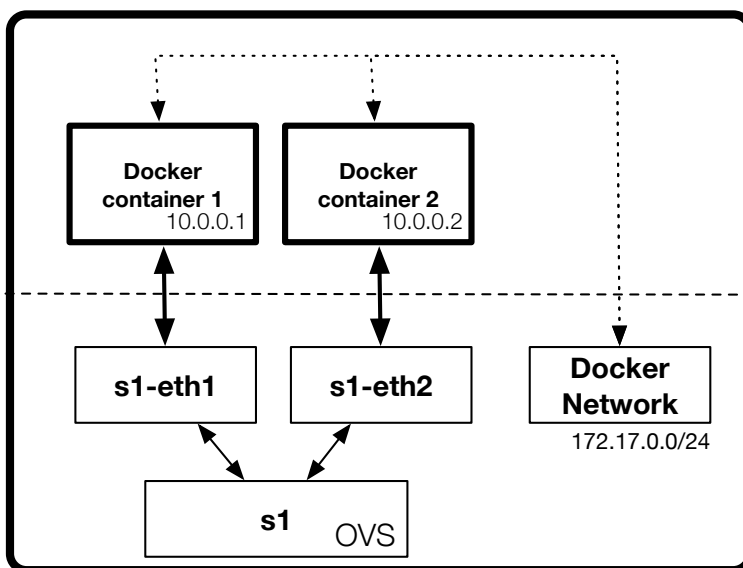 Docker
container 1
10.0.0.1
Docker
container 2
10.0.0.2
s1-eth1
s1-eth2
Docker
Network
172.17.0.0/24
s1
OVS